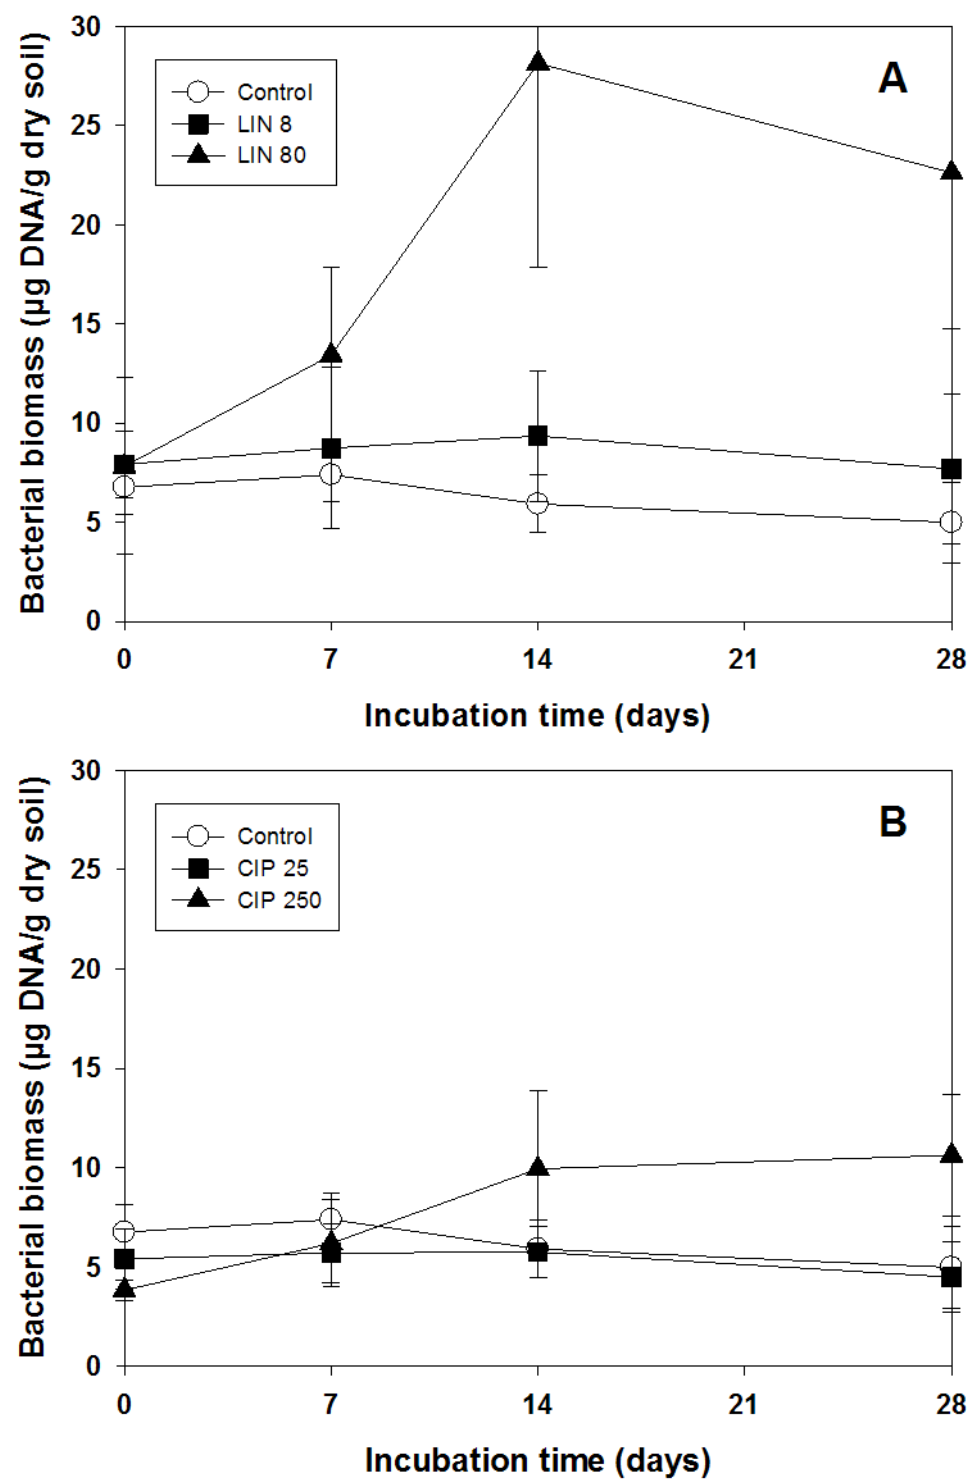 A
Control
LIN 8
LIN 80
Bacterial biomass (µg DNA/g dry soil)
30
25
20
15
10
5
0
0 7 14 21 28
Incubation time (days)
B
Control
CIP 25
CIP 250
Bacterial biomass (µg DNA/g dry soil)
30
25
20
15
10
5
0
0 7 14 21 28
Incubation time (days)